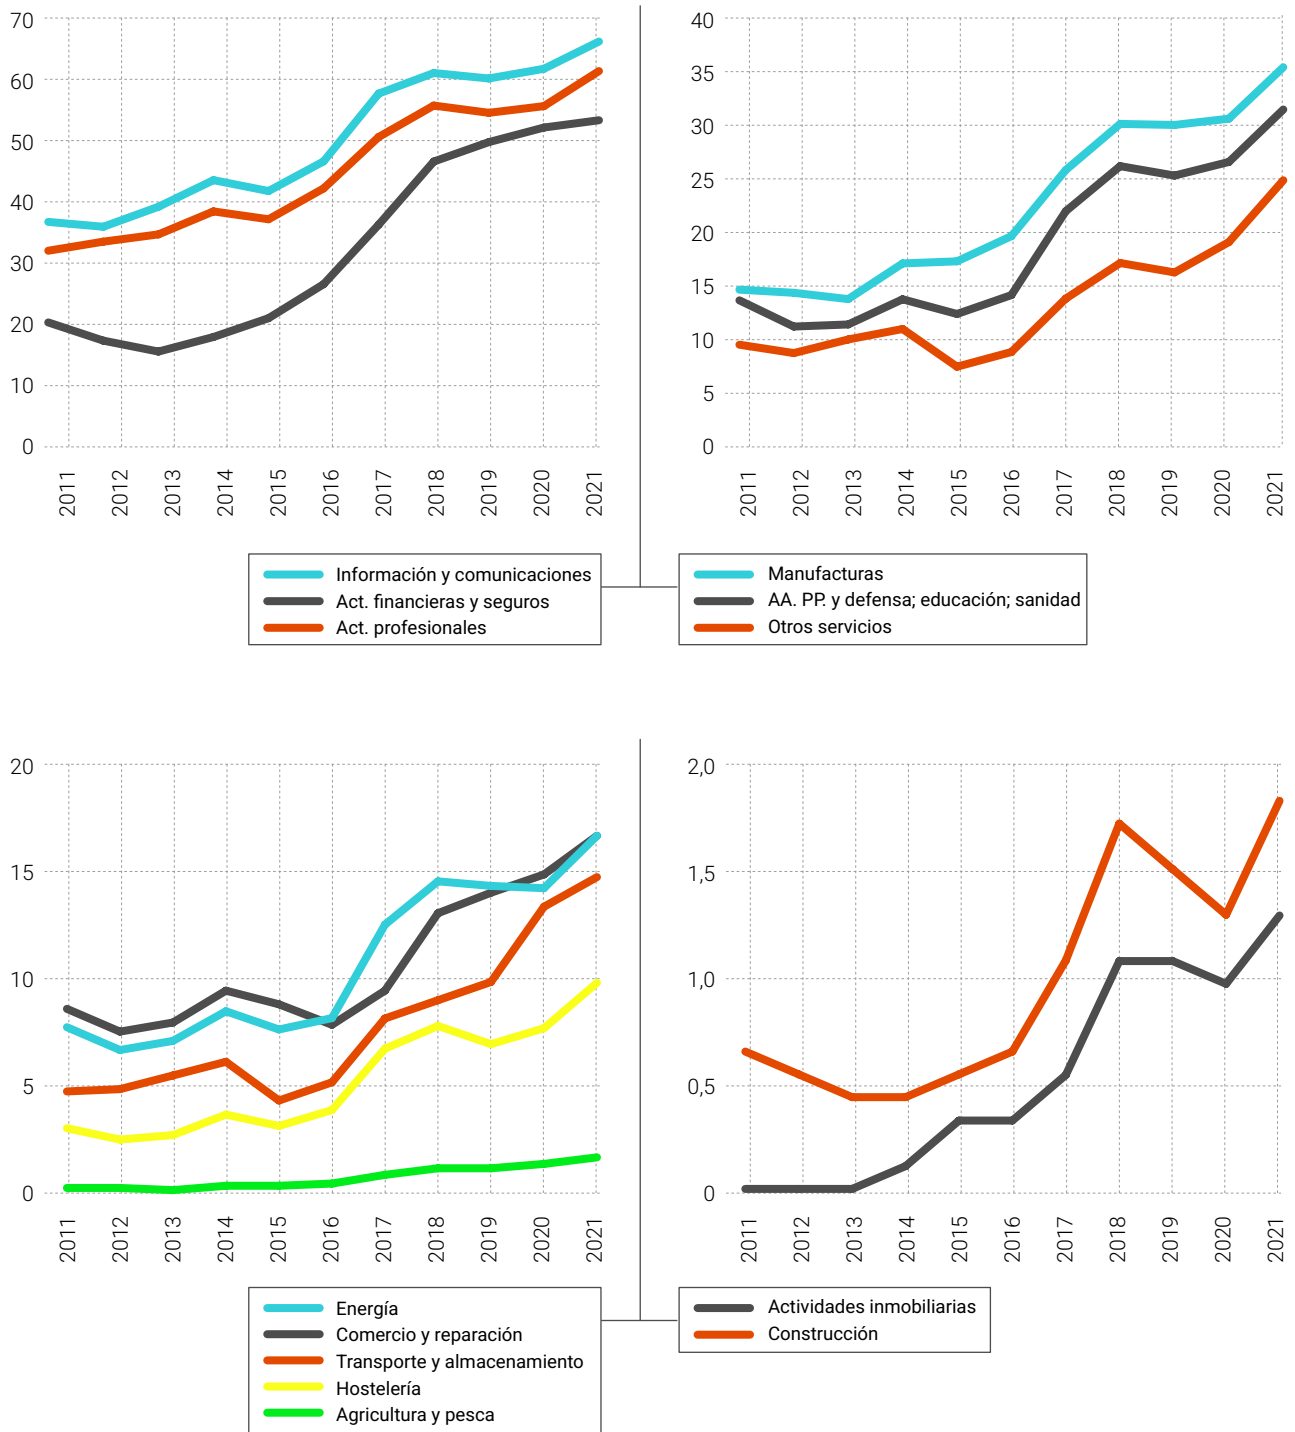 70
60
50
40
30
20
10
0
2011 2012 2013 2014 2015 2016 2017 2018 2019 2020 2021
Información y comunicaciones
Act. financieras y seguros
Act. profesionales
40
35
30
25
20
15
10
5
0
2011 2012 2013 2014 2015 2016 2017 2018 2019 2020 2021
Manufacturas
AA. PP. y defensa; educación; sanidad
Otros servicios
20
15
10
5
0
2011 2012 2013 2014 2015 2016 2017 2018 2019 2020 2021
Energía
Comercio y reparación
Transporte y almacenamiento
Hostelería
Agricultura y pesca
2,0
1,5
1,0
0,5
0
2011 2012 2013 2014 2015 2016 2017 2018 2019 2020 2021
Actividades inmobiliarias
Construcción